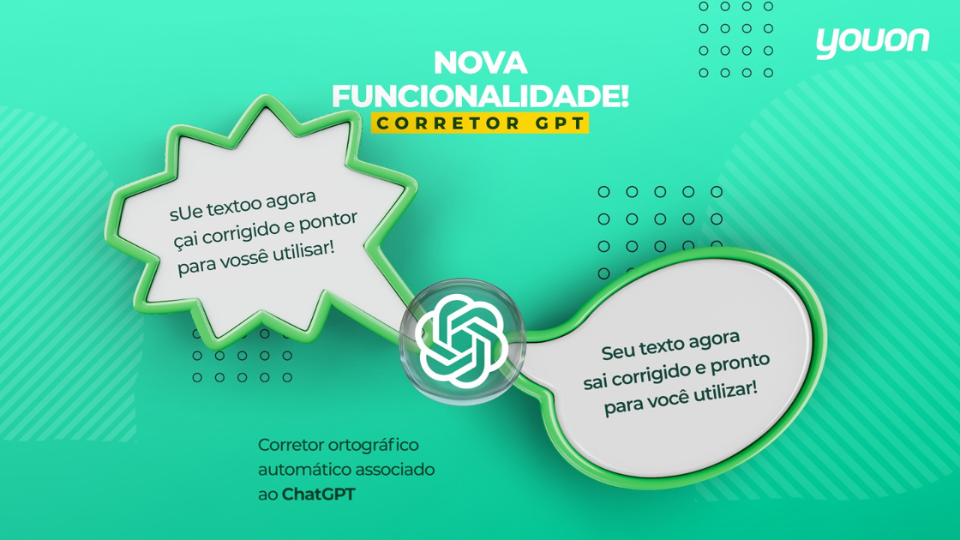 youon
NOVA
FUNCIONALIDADE!
CORRETOR GPT
sUe textoo agora
çai corrigido e pontor
para vossê utilisar!
Seu texto agora
sai corrigido e pronto
para você utilizar!
Corretor ortográfico
automático associado
ao ChatGPT